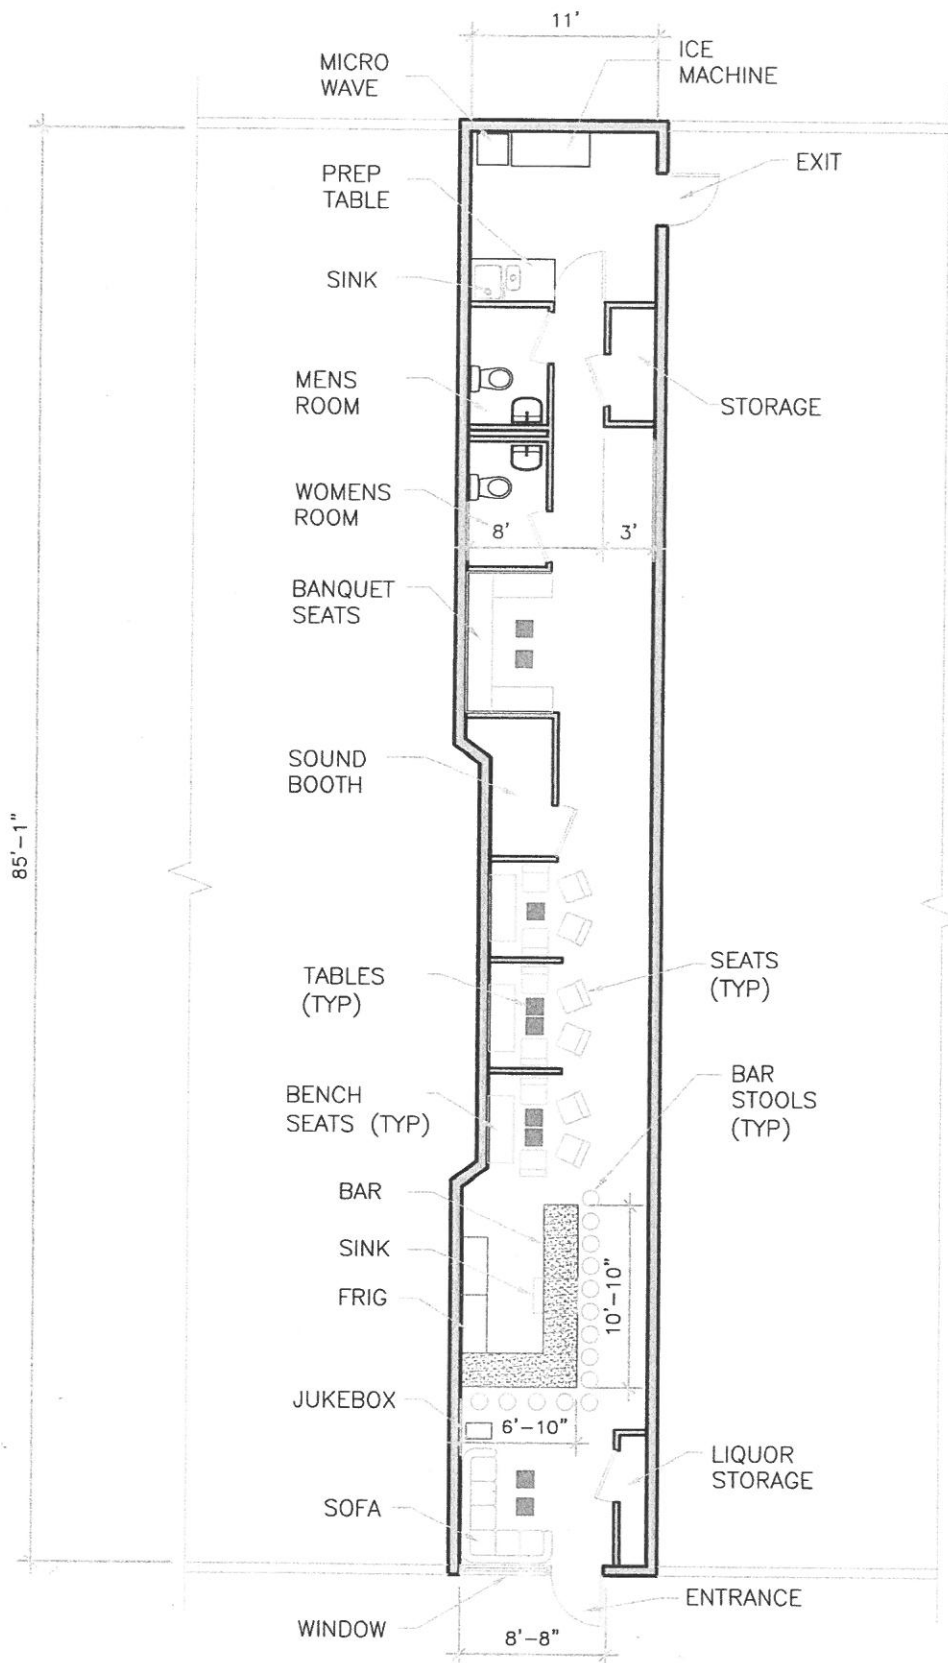 11'
MICRO
WAVE
ICE
MACHINE
EXIT
PREP
TABLE
SINK
MENS
ROOM
STORAGE
WOMENS
ROOM
8'
3'
BANQUET
SEATS
SOUND
BOOTH
85'-1"
TABLES
(TYP)
SEATS
(TYP)
BENCH
SEATS (TYP)
BAR
STOOLS
(TYP)
BAR
SINK
FRIG
10'-10"
JUKEBOX
6'-10"
LIQUOR
STORAGE
SOFA
WINDOW
ENTRANCE
8'-8"